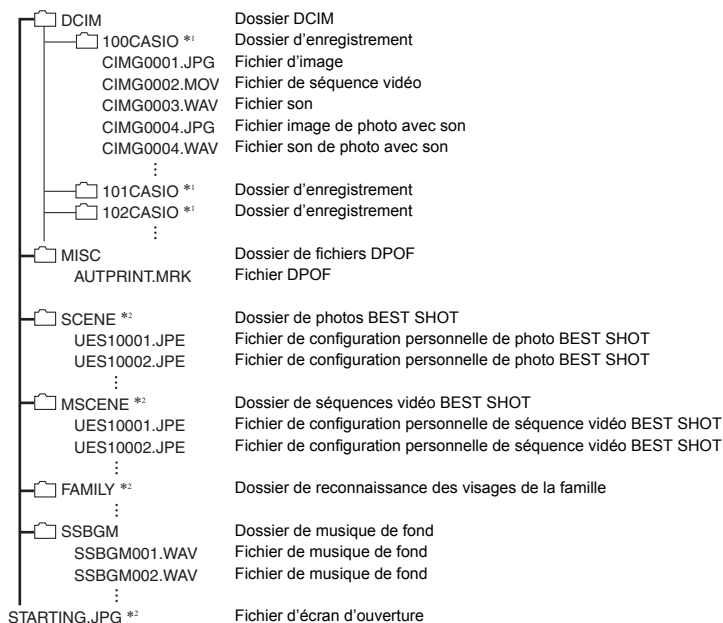 DCIM Dossier DCIM
100CASIO *1 Dossier d'enregistrement
CIMG0001.JPG Fichier d'image
CIMG0002.MOV Fichier de séquence vidéo
CIMG0003.WAV Fichier son
CIMG0004.JPG Fichier image de photo avec son
CIMG0004.WAV Fichier son de photo avec son
101CASIO *1 Dossier d'enregistrement
102CASIO *1 Dossier d'enregistrement
MISC Dossier de fichiers DPOF
AUTPRINT.MRK Fichier DPOF
SCENE *2 Dossier de photos BEST SHOT
UES10001.JPE Fichier de configuration personnelle de photo BEST SHOT
UES10002.JPE Fichier de configuration personnelle de photo BEST SHOT
MSCENE *2 Dossier de séquences vidéo BEST SHOT
UES10001.JPE Fichier de configuration personnelle de séquence vidéo BEST SHOT
UES10002.JPE Fichier de configuration personnelle de séquence vidéo BEST SHOT
FAMILY *2 Dossier de reconnaissance des visages de la famille
SSBGM Dossier de musique de fond
SSBGM001.WAV Fichier de musique de fond
SSBGM002.WAV Fichier de musique de fond
STARTING.JPG *2 Fichier d'écran d'ouverture